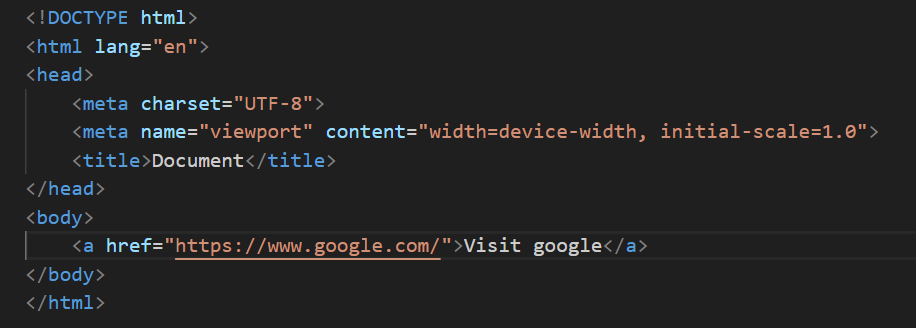 <!DOCTYPE html>
<html lang="en">
<head>
    <meta charset="UTF-8">
    <meta name="viewport" content="width=device-width, initial-scale=1.0">
    <title>Document</title>
</head>
<body>
    <a href="https://www.google.com/">Visit google</a>
</body>
</html>